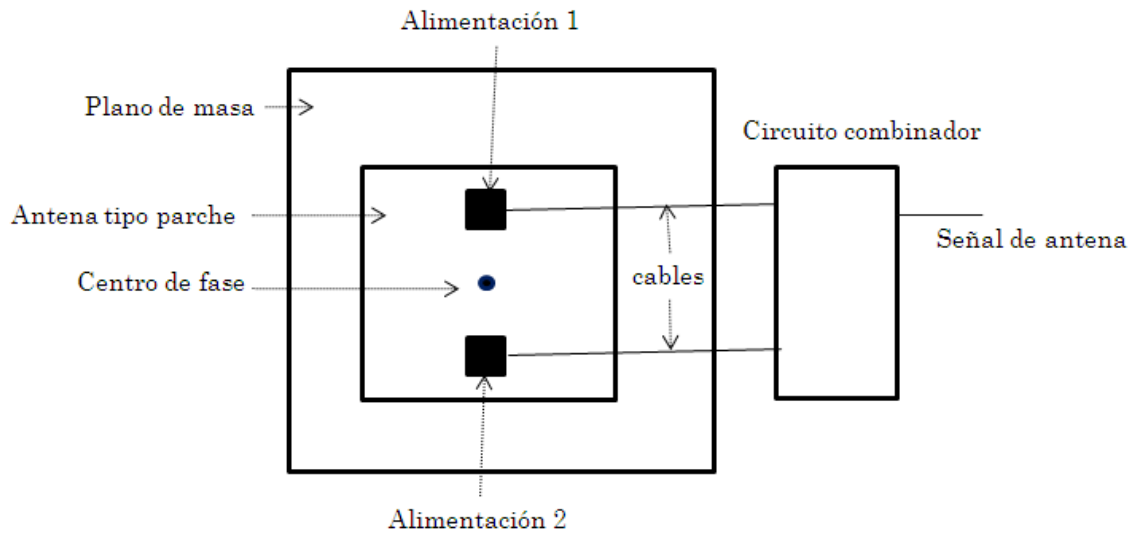 Alimentación 1
Plano de masa
Circuito combinador
Antena tipo parche
Señal de antena
Centro de fase
cables
Alimentación 2